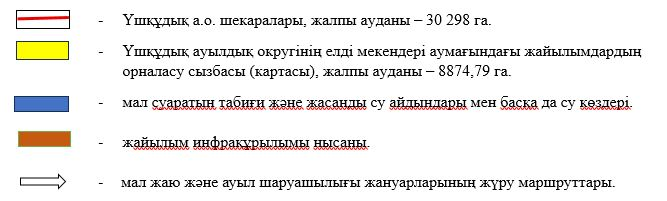 - Үшқұдық а.о. шекаралары, жалпы ауданы – 30 298 га.
- Үшқұдық ауылдық округінің елді мекендері аумағындағы жайылымдардың
орналасу сызбасы (картасы), жалпы ауданы – 8874,79 га.
- мал суаратын табиғи және жасанды су айдындары мен басқа да су көздері.
- жайылым инфрақұрылымы нысаны.
- мал жаю және ауыл шаруашылығы жануарларының жүру маршруттары.